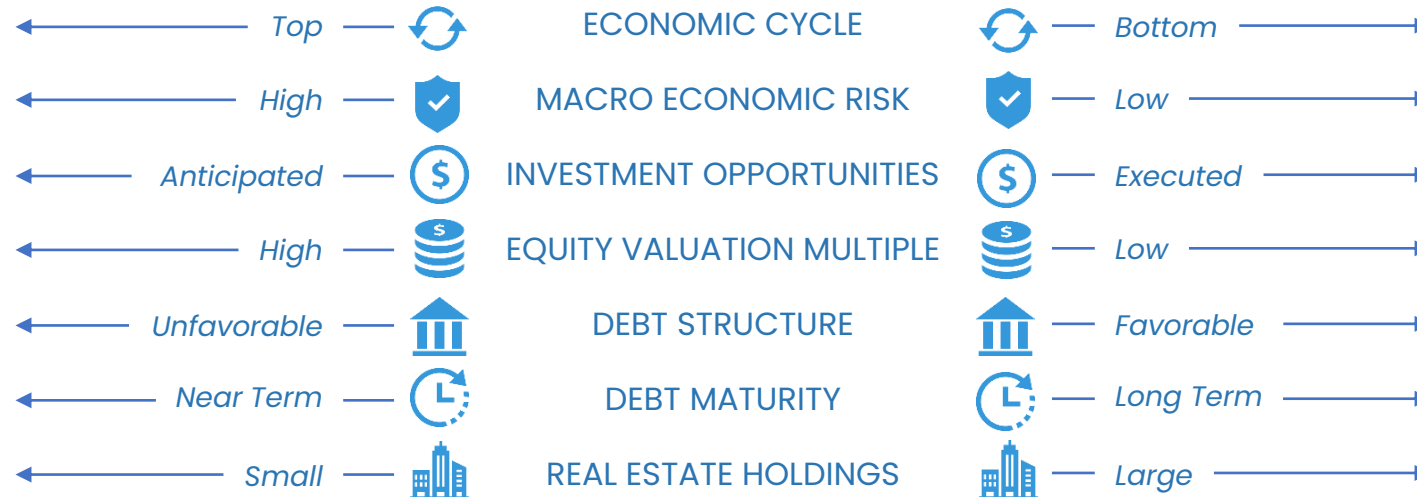 Top ECONOMIC CYCLE Bottom
High MACRO ECONOMIC RISK Low
Anticipated $ INVESTMENT OPPORTUNITIES $ Executed
High $ EQUITY VALUATION MULTIPLE $ Low
Unfavorable DEBT STRUCTURE Favorable
Near Term DEBT MATURITY Long Term
Small REAL ESTATE HOLDINGS Large